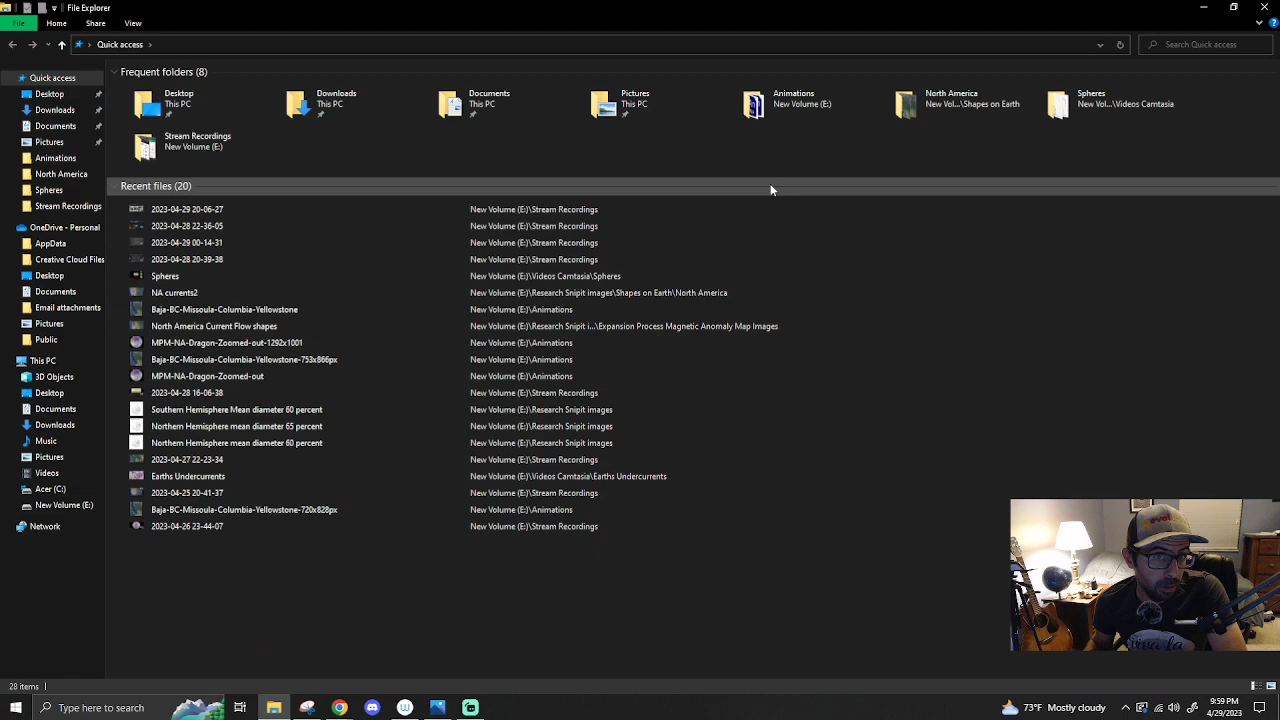 File Explorer
File Home Share View
Quick access
Search Quick access
Quick access
Desktop
Downloads
Documents
Pictures
Animations
North America
Spheres
Stream Recordings
OneDrive - Personal
AppData
Creative Cloud Files
Desktop
Documents
Email attachments
Pictures
Public
This PC
3D Objects
Desktop
Documents
Downloads
Music
Pictures
Videos
Acer (C:)
New Volume (E:)
Network
Frequent folders (8)
Desktop
This PC
Downloads
This PC
Documents
This PC
Pictures
This PC
Animations
New Volume (E:)
North America
New Vol...\Shapes on Earth
Spheres
New Vol...\Videos Camtasia
Stream Recordings
New Volume (E:)
Recent files (20)
2023-04-29 20-06-27 New Volume (E:)\Stream Recordings
2023-04-28 22-36-05 New Volume (E:)\Stream Recordings
2023-04-29 00-14-31 New Volume (E:)\Stream Recordings
2023-04-28 20-39-38 New Volume (E:)\Stream Recordings
Spheres New Volume (E:)\Videos Camtasia\Spheres
NA currents2 New Volume (E:)\Research Snipit images\Shapes on Earth\North America
Baja-BC-Missoula-Columbia-Yellowstone New Volume (E:)\Animations
North America Current Flow shapes New Volume (E:)\Research Snipit i...\Expansion Process Magnetic Anomaly Map Images
MPM-NA-Dragon-Zoomed-out-1292x1001 New Volume (E:)\Animations
Baja-BC-Missoula-Columbia-Yellowstone-753x866px New Volume (E:)\Animations
MPM-NA-Dragon-Zoomed-out New Volume (E:)\Animations
2023-04-28 16-06-38 New Volume (E:)\Stream Recordings
Southern Hemisphere Mean diameter 60 percent New Volume (E:)\Research Snipit images
Northern Hemisphere mean diameter 65 percent New Volume (E:)\Research Snipit images
Northern Hemisphere mean diameter 60 percent New Volume (E:)\Research Snipit images
2023-04-27 22-23-34 New Volume (E:)\Stream Recordings
Earths Undercurrents New Volume (E:)\Videos Camtasia\Earths Undercurrents
2023-04-25 20-41-37 New Volume (E:)\Stream Recordings
Baja-BC-Missoula-Columbia-Yellowstone-720x828px New Volume (E:)\Animations
2023-04-26 23-44-07 New Volume (E:)\Stream Recordings
viva la
28 items
Type here to search
73°F Mostly cloudy
9:59 PM
4/29/2023